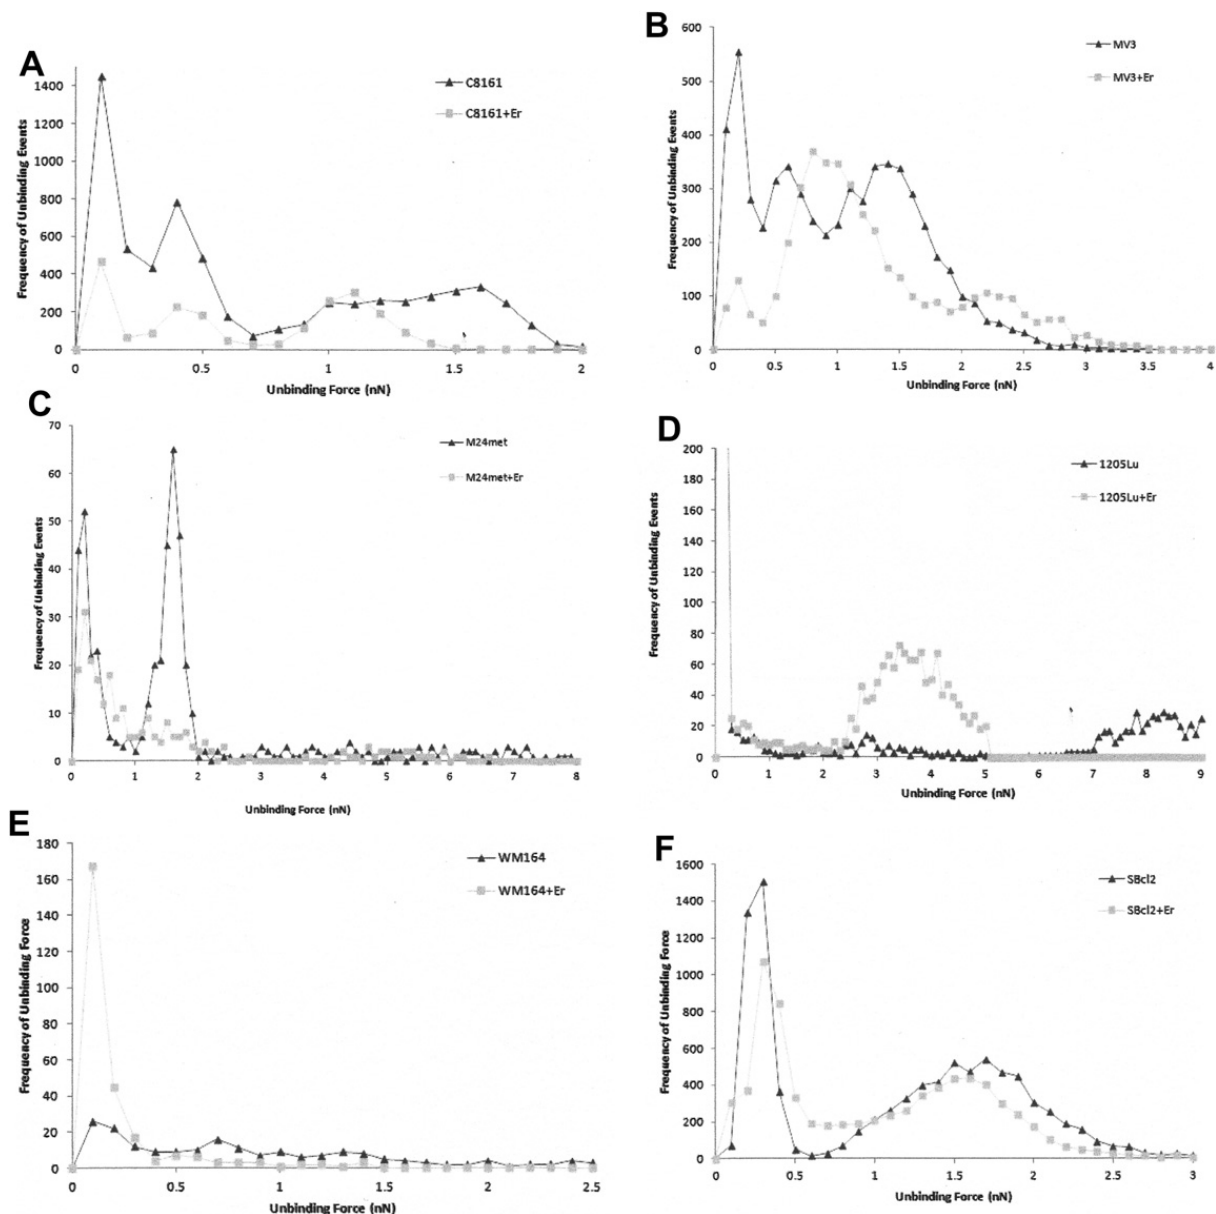 A
Frequency of Unbinding Events
1400
1200
1000
800
600
400
200
0
0 0.5 1 1.5 2
Unbinding Force (nN)
C8161
C8161+Er
B
Frequency of Unbinding Events
600
500
400
300
200
100
0
0 0.5 1 1.5 2 2.5 3 3.5 4
Unbinding Force (nN)
MV3
MV3+Er
C
Frequency of Unbinding Events
70
60
50
40
30
20
10
0
0 1 2 3 4 5 6 7 8
Unbinding Force (nN)
M24met
M24met+Er
D
Frequency of Unbinding Events
200
180
160
140
120
100
80
60
40
20
0
0 1 2 3 4 5 6 7 8 9
Unbinding Force (nN)
1205Lu
1205Lu+Er
E
Frequency of Unbinding Force
180
160
140
120
100
80
60
40
20
0
0 0.5 1 1.5 2 2.5
Unbinding Force (nN)
WM164
WM164+Er
F
Frequency of Unbinding Force
1600
1400
1200
1000
800
600
400
200
0
0 0.5 1 1.5 2 2.5 3
Unbinding Force (nN)
SBcl2
SBcl2+Er